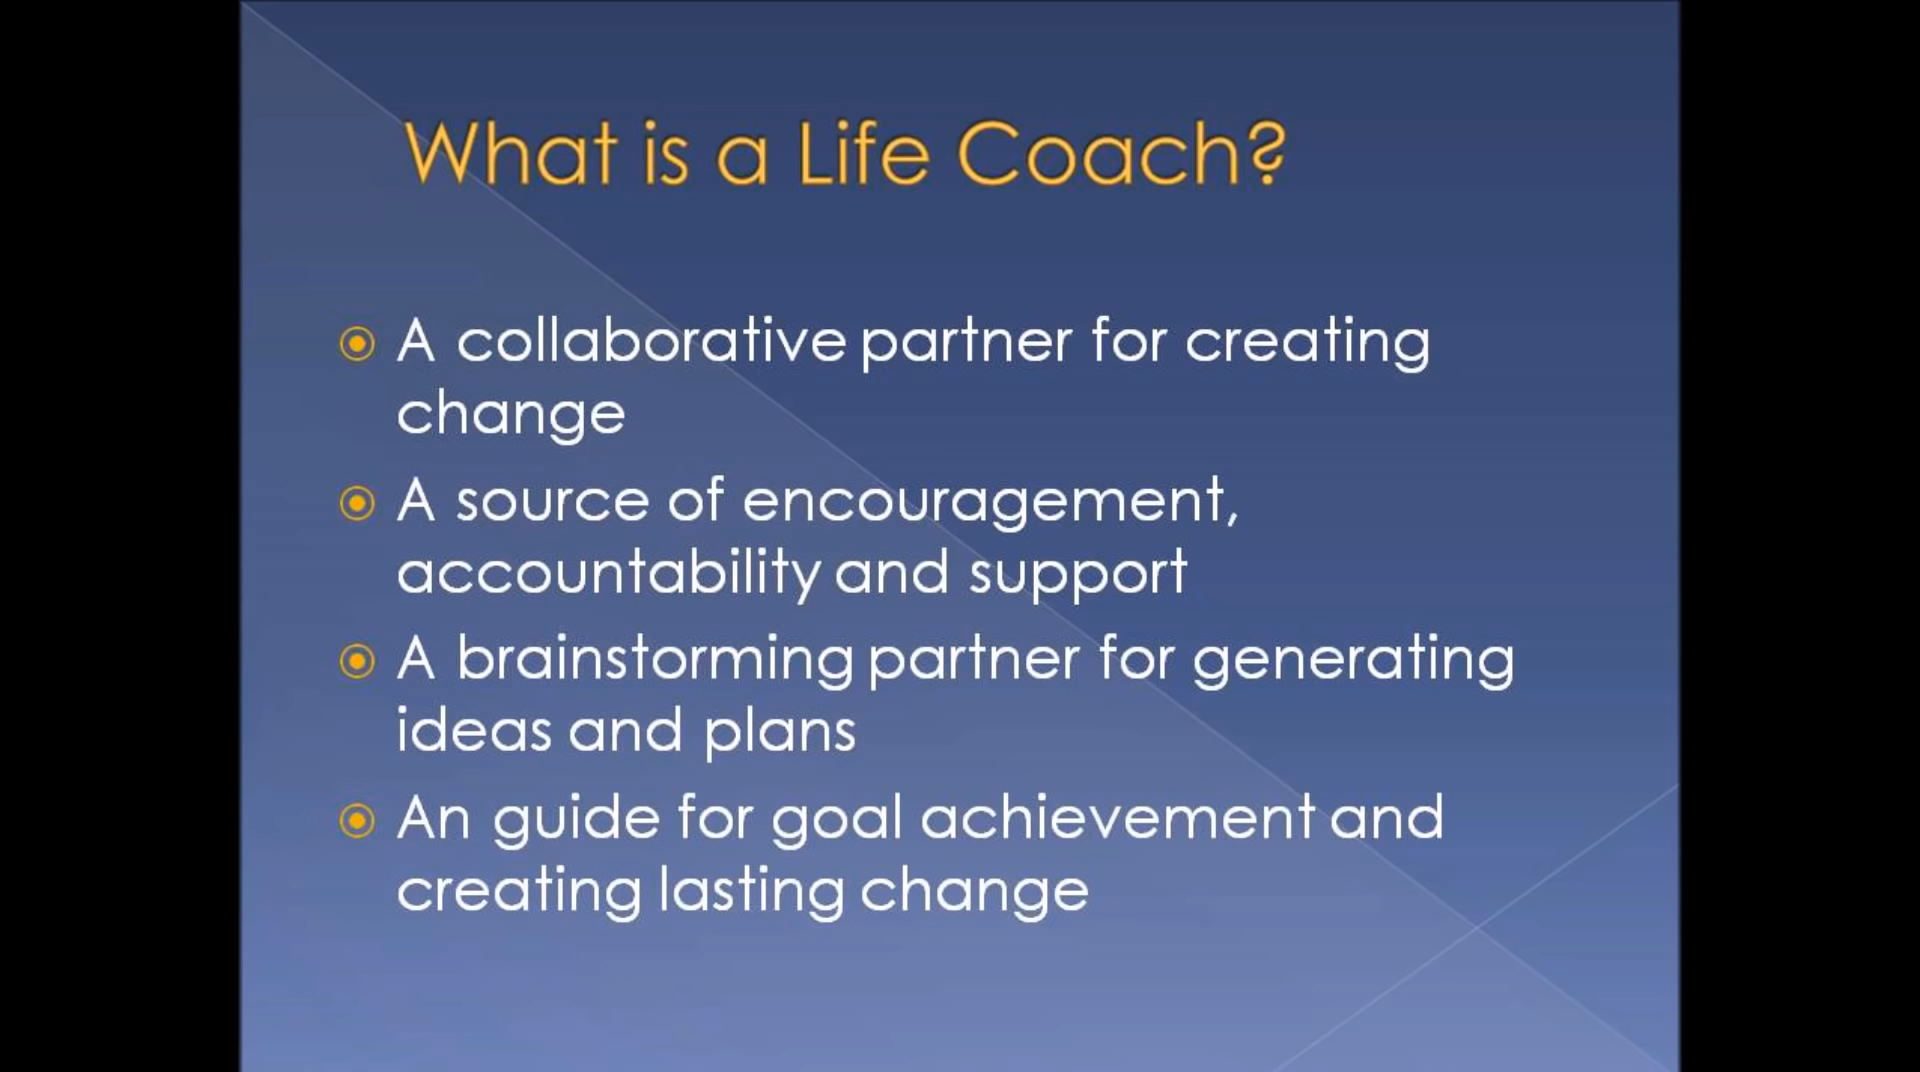 What is a Life Coach?
A collaborative partner for creating
change
A source of encouragement,
accountability and support
A brainstorming partner for generating
ideas and plans
An guide for goal achievement and
creating lasting change